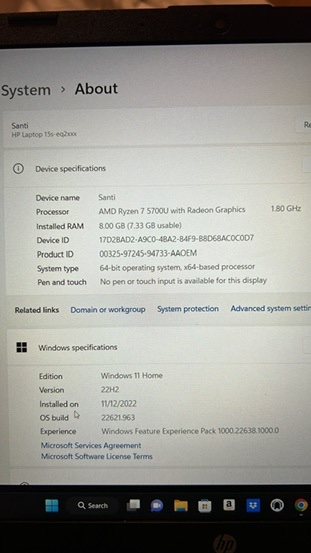 System > About
Santi
Re
HP Laptop 15s-eq2xxx
Device specifications
Device name Santi
Processor AMD Ryzen 7 5700U with Radeon Graphics 1.80 GHz
Installed RAM 8.00 GB (7.33 GB usable)
Device ID 17D2BAD2-A9C0-4BA2-84F9-B8D68AC0C0D7
Product ID 00325-97245-94733-AAOEM
System type 64-bit operating system, x64-based processor
Pen and touch No pen or touch input is available for this display
Related links Domain or workgroup System protection Advanced system settin
Windows specifications
Edition Windows 11 Home
Version 22H2
Installed on 11/12/2022
OS build 22621.963
Experience Windows Feature Experience Pack 1000.22638.1000.0
Microsoft Services Agreement
Microsoft Software License Terms
Search
a
hp